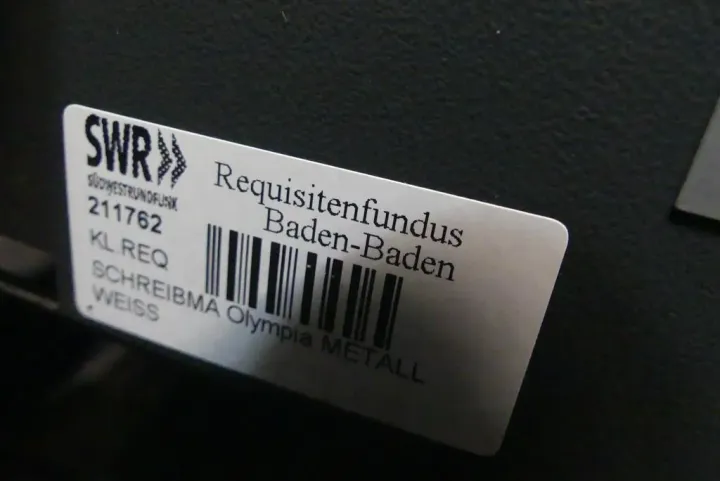 SWR
SÜDWESTRUNDFUNK
Requisitenfundus
Baden-Baden
211762
KL REQ
SCHREIBMA Olympia METALL
WEISS